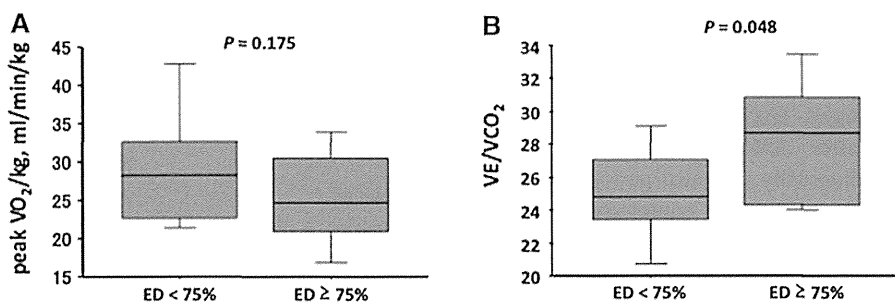 A
P = 0.175
peak VO₂/kg, ml/min/kg
45
40
35
30
25
20
15
ED < 75%
ED ≥ 75%
B
P = 0.048
VE/VCO₂
34
32
30
28
26
24
22
20
ED < 75%
ED ≥ 75%